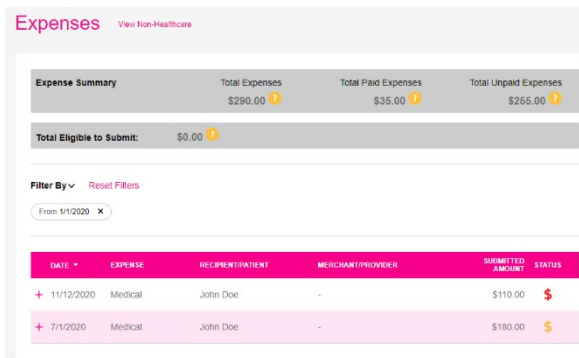 Expenses View Non-Healthcare
Expense Summary Total Expenses Total Paid Expenses Total Unpaid Expenses
$290.00 ? $35.00 ? $255.00 ?
Total Eligible to Submit: $0.00 ?
Filter By Reset Filters
From 1/1/2020 X
DATE EXPENSE RECIPIENT/PATIENT MERCHANT/PROVIDER SUBMITTED AMOUNT STATUS
+ 11/12/2020 Medical John Doe - $110.00 $
+ 7/1/2020 Medical John Doe - $180.00 $